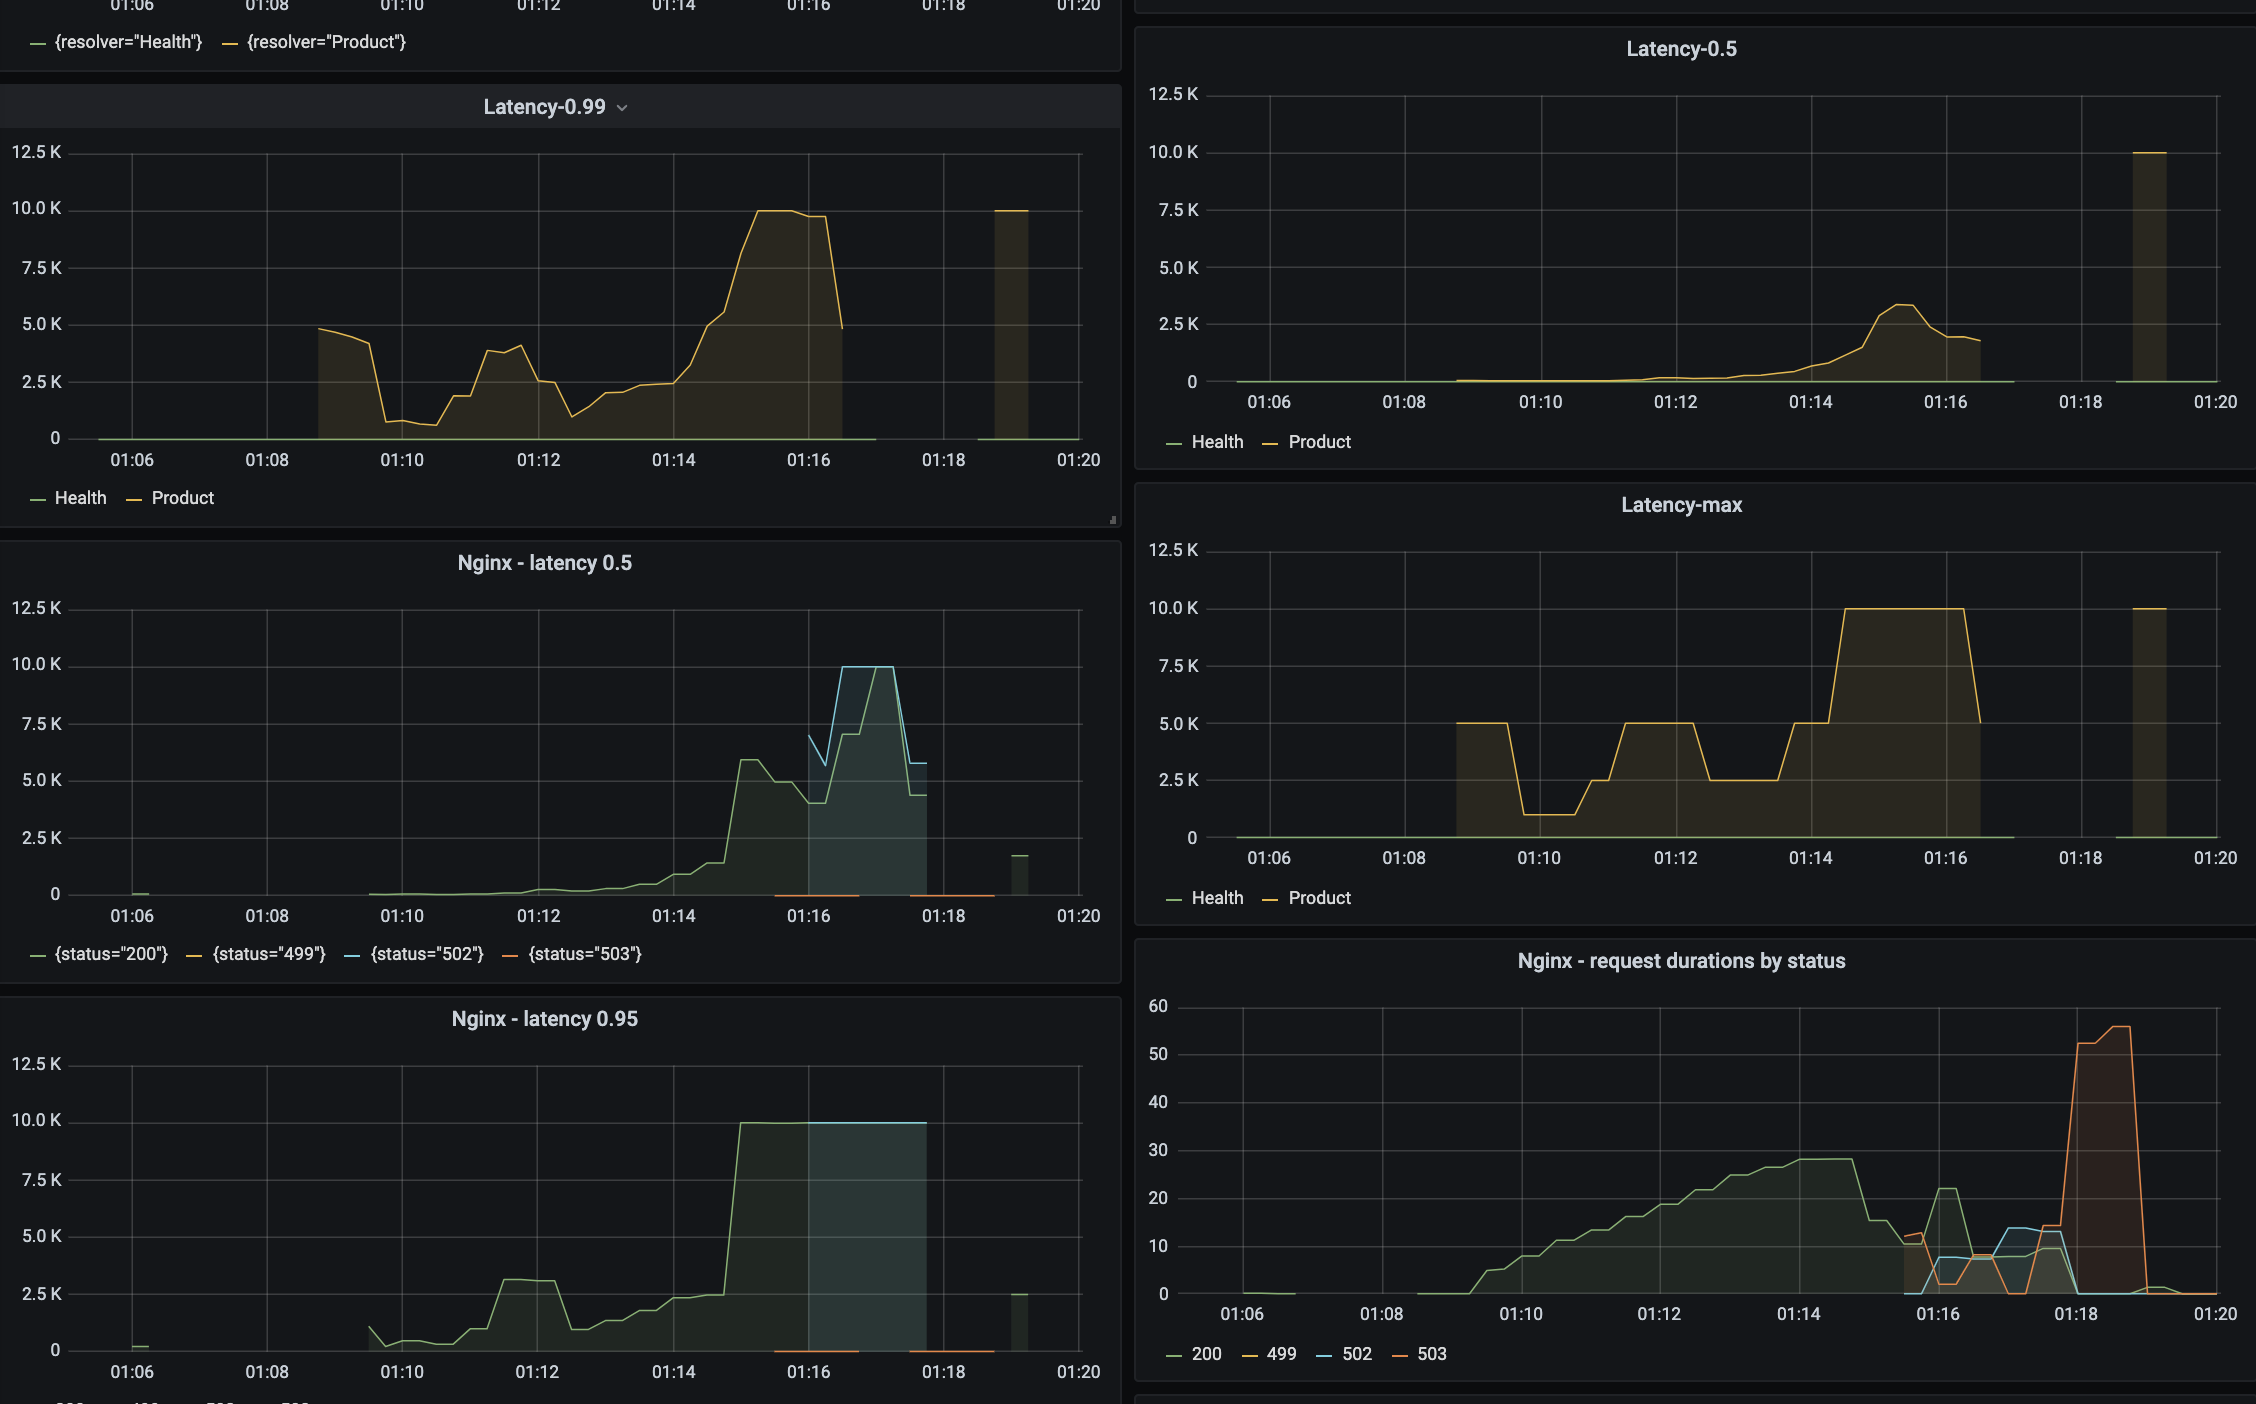 01:06 01:08 01:10 01:12 01:14 01:16 01:18 01:20
{resolver="Health"} {resolver="Product"}
Latency-0.99
12.5 K
10.0 K
7.5 K
5.0 K
2.5 K
0
01:06 01:08 01:10 01:12 01:14 01:16 01:18 01:20
Health Product
Nginx - latency 0.5
12.5 K
10.0 K
7.5 K
5.0 K
2.5 K
0
01:06 01:08 01:10 01:12 01:14 01:16 01:18 01:20
{status="200"} {status="499"} {status="502"} {status="503"}
Nginx - latency 0.95
12.5 K
10.0 K
7.5 K
5.0 K
2.5 K
0
01:06 01:08 01:10 01:12 01:14 01:16 01:18 01:20
Latency-0.5
12.5 K
10.0 K
7.5 K
5.0 K
2.5 K
0
01:06 01:08 01:10 01:12 01:14 01:16 01:18 01:20
Health Product
Latency-max
12.5 K
10.0 K
7.5 K
5.0 K
2.5 K
0
01:06 01:08 01:10 01:12 01:14 01:16 01:18 01:20
Health Product
Nginx - request durations by status
60
50
40
30
20
10
0
01:06 01:08 01:10 01:12 01:14 01:16 01:18 01:20
200 499 502 503